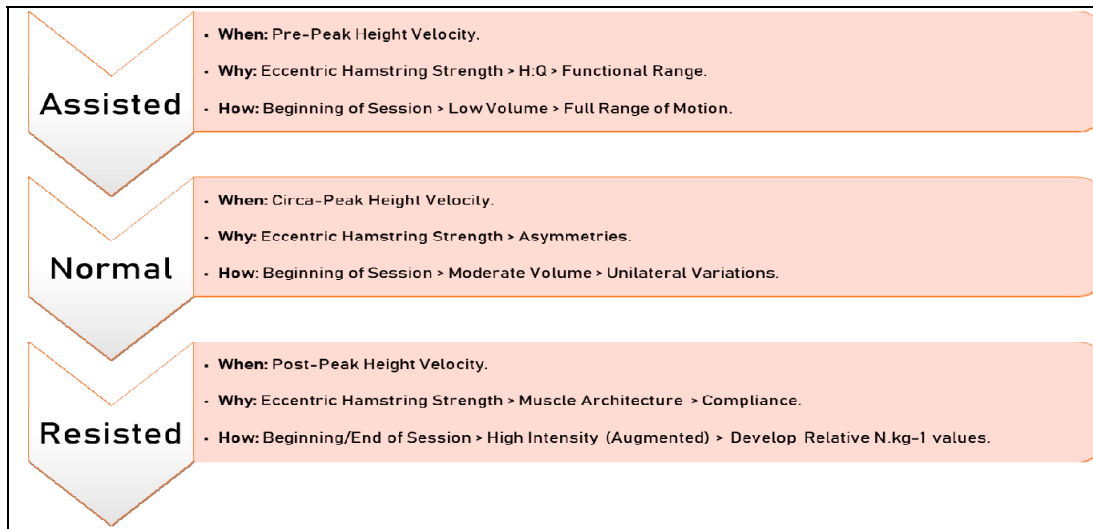 Assisted
- When: Pre-Peak Height Velocity.
- Why: Eccentric Hamstring Strength > H:Q > Functional Range.
- How: Beginning of Session > Low Volume > Full Range of Motion.
Normal
- When: Circa-Peak Height Velocity.
- Why: Eccentric Hamstring Strength > Asymmetries.
- How: Beginning of Session > Moderate Volume > Unilateral Variations.
Resisted
- When: Post-Peak Height Velocity.
- Why: Eccentric Hamstring Strength > Muscle Architecture > Compliance.
- How: Beginning/End of Session > High Intensity (Augmented) > Develop Relative N.kg-1 values.